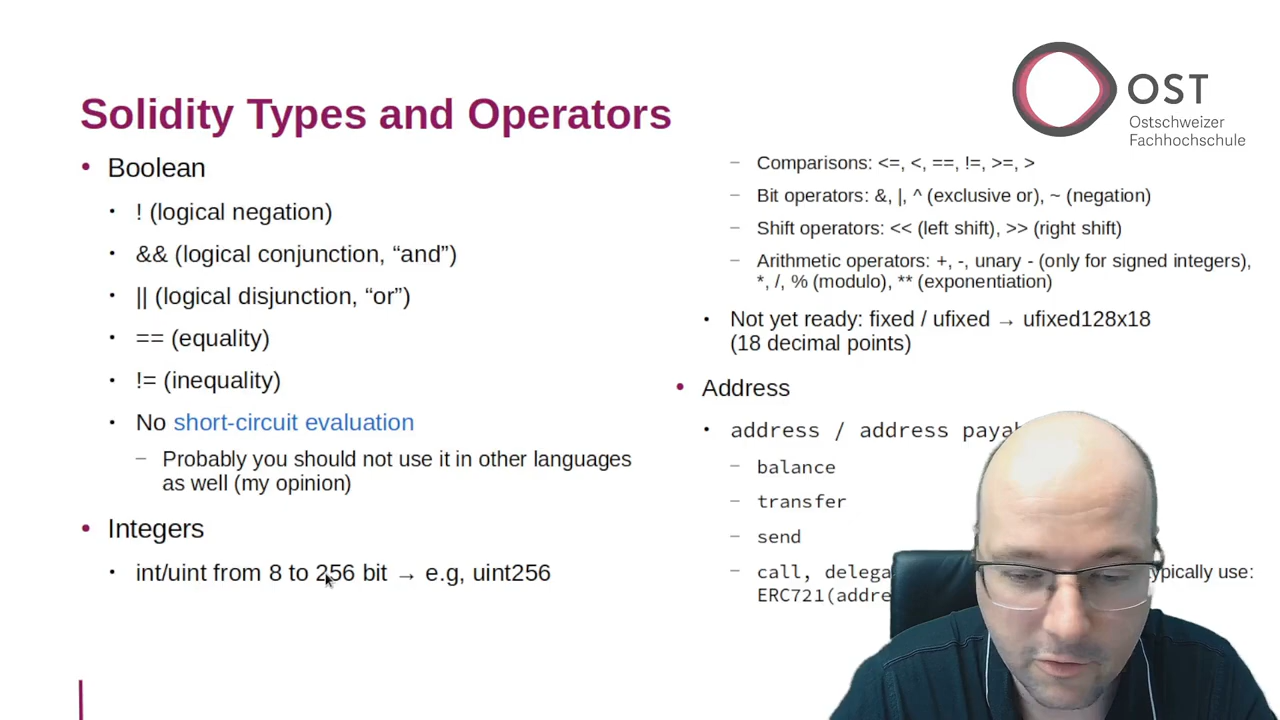 OST
Ostschweizer
Fachhochschule
Solidity Types and Operators
• Boolean
• ! (logical negation)
• && (logical conjunction, “and”)
• || (logical disjunction, “or”)
• == (equality)
• != (inequality)
• No short-circuit evaluation
– Probably you should not use it in other languages
as well (my opinion)
• Integers
• int/uint from 8 to 256 bit → e.g, uint256
– Comparisons: <=, <, ==, !=, >=, >
– Bit operators: &, |, ^ (exclusive or), ~ (negation)
– Shift operators: << (left shift), >> (right shift)
– Arithmetic operators: +, -, unary - (only for signed integers),
*, /, % (modulo), ** (exponentiation)
• Not yet ready: fixed / ufixed → ufixed128x18
(18 decimal points)
• Address
• address / address
– balance
– transfer
– send
– call, use: